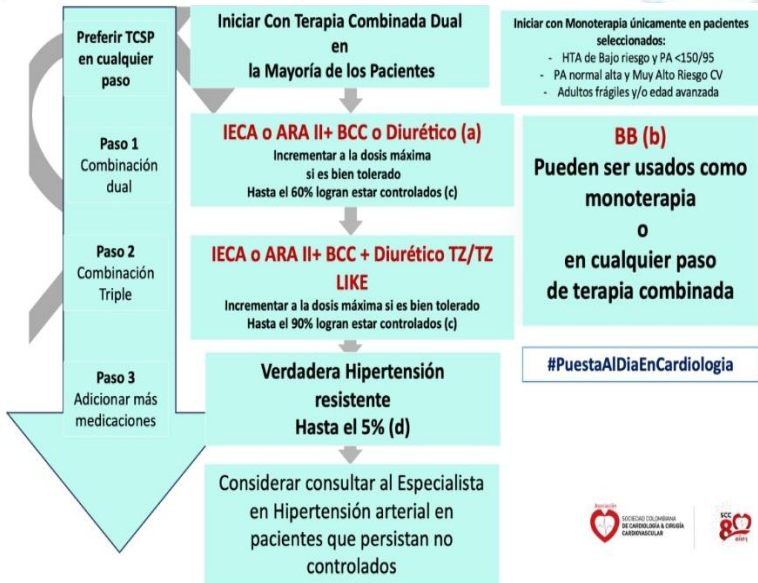 Preferir TCSP
en cualquier
paso
Paso 1
Combinación
dual
Paso 2
Combinación
Triple
Paso 3
Adicionar más
medicaciones
Iniciar Con Terapia Combinada Dual
en
la Mayoría de los Pacientes
IECA o ARA II+ BCC o Diurético (a)
Incrementar a la dosis máxima
si es bien tolerado
Hasta el 60% logran estar controlados (c)
IECA o ARA II+ BCC + Diurético TZ/TZ
LIKE
Incrementar a la dosis máxima si es bien tolerado
Hasta el 90% logran estar controlados (c)
Verdadera Hipertensión
resistente
Hasta el 5% (d)
Considerar consultar al Especialista
en Hipertensión arterial en
pacientes que persistan no
controlados
Iniciar con Monoterapia únicamente en pacientes
seleccionados:
- HTA de Bajo riesgo y PA <150/95
- PA normal alta y Muy Alto Riesgo CV
- Adultos frágiles y/o edad avanzada
BB (b)
Pueden ser usados como
monoterapia
o
en cualquier paso
de terapia combinada
#PuestaAlDiaEnCardiologia
SOCIEDAD COLOMBIANA
DE CARDIOLOGÍA & CIRUGÍA
CARDIOVASCULAR
SCC
80
años